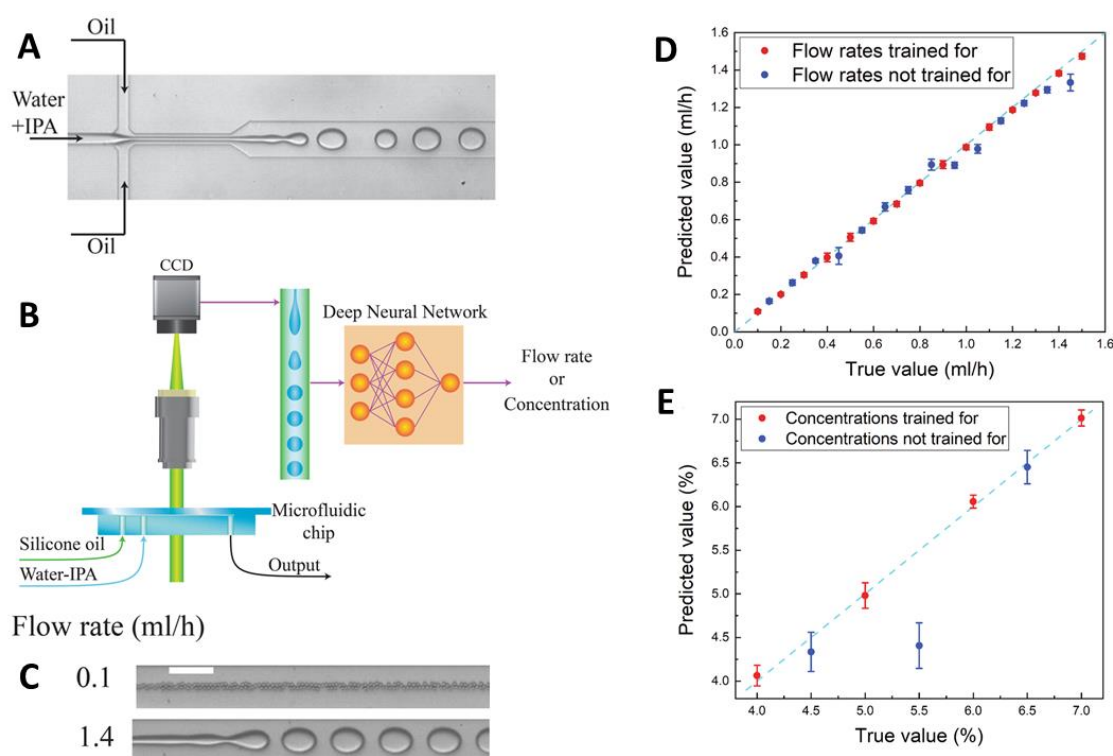 A
Oil
Water
+IPA
Oil
B
CCD
Deep Neural Network
Flow rate
or
Concentration
Microfluidic
chip
Silicone oil
Water-IPA
Output
Flow rate (ml/h)
C
0.1
1.4
D
Flow rates trained for
Flow rates not trained for
Predicted value (ml/h)
1.6
1.4
1.2
1.0
0.8
0.6
0.4
0.2
0.0
0.0 0.2 0.4 0.6 0.8 1.0 1.2 1.4 1.6
True value (ml/h)
E
Concentrations trained for
Concentrations not trained for
Predicted value (%)
7.0
6.5
6.0
5.5
5.0
4.5
4.0
4.0 4.5 5.0 5.5 6.0 6.5 7.0
True value (%)